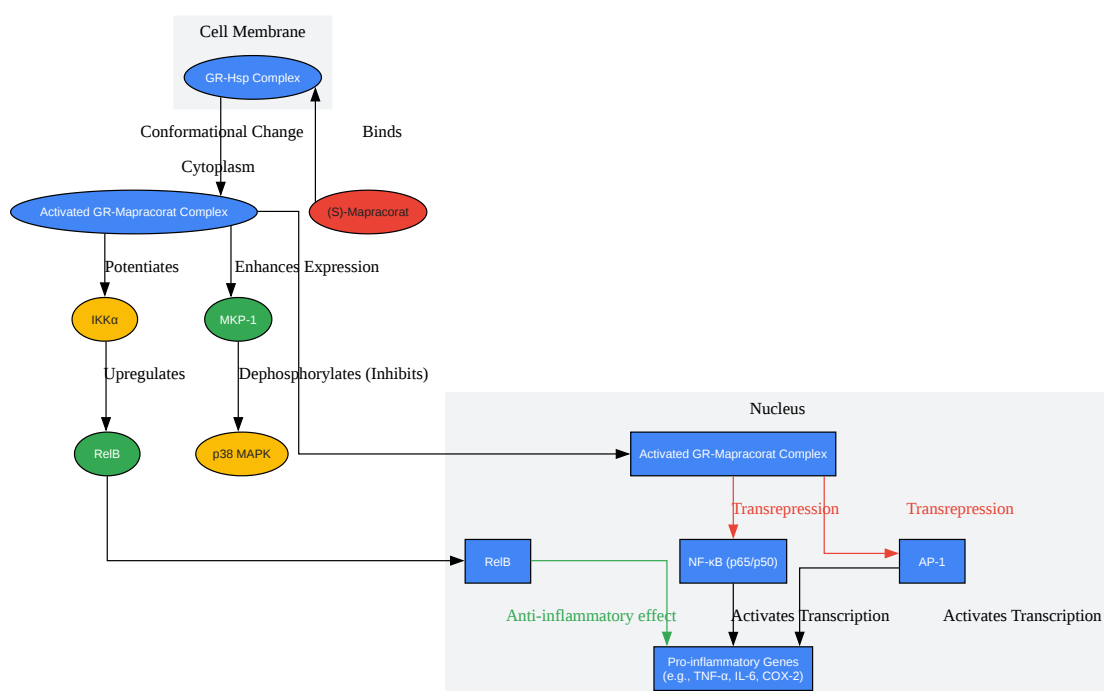 Cell Membrane
GR-Hsp Complex
Conformational Change
Binds
Cytoplasm
Activated GR-Mapracorat Complex
(S)-Mapracorat
Potentiates
Enhances Expression
IKKα
MKP-1
Upregulates
Dephosphorylates (Inhibits)
Nucleus
RelB
p38 MAPK
Activated GR-Mapracorat Complex
Transrepression
Transrepression
RelB
NF-κB (p65/p50)
AP-1
Anti-inflammatory effect
Activates Transcription
Activates Transcription
Pro-inflammatory Genes
(e.g., TNF-α, IL-6, COX-2)